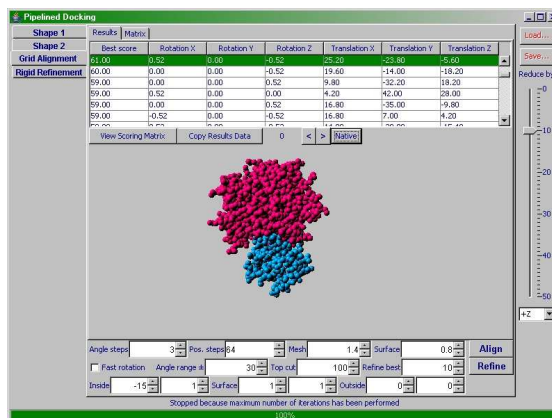 Pipelined Docking
Shape 1
Shape 2
Grid Alignment
Rigid Refinement
Results Matrix
Best score Rotation X Rotation Y Rotation Z Translation X Translation Y Translation Z
61.00 0.52 0.00 -0.52 25.20 -23.80 -5.60
60.00 0.00 0.00 -0.52 19.60 -14.00 -18.20
59.00 0.52 0.00 0.52 9.80 -32.20 18.20
59.00 0.00 0.00 0.00 4.20 42.00 28.00
59.00 0.52 0.00 0.52 16.80 -35.00 -9.80
59.00 -0.52 0.00 -0.52 16.80 7.00 4.20
View Scoring Matrix Copy Results Data 0 < > Native
Load...
Save...
Reduce by
0
10
20
30
40
50
+Z
Angle steps 3 Pos. steps 64 Mesh 1.4 Surface 0.8 Align
Fast rotation Angle range ± 30 Top cut 100 Refine best 10 Refine
Inside -15 1 Surface 1 1 Outside 0 0
Stopped because maximum number of iterations has been performed
100%